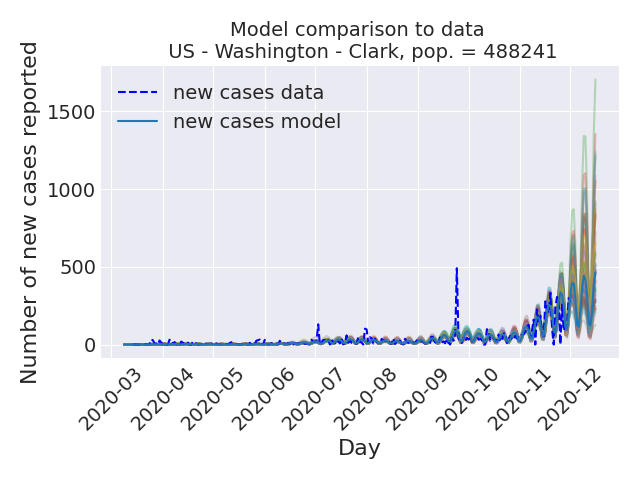 Model comparison to data
US - Washington - Clark, pop. = 488241
Number of new cases reported
new cases data
new cases model
1500
1000
500
0
2020-03
2020-04
2020-05
2020-06
2020-07
2020-08
2020-09
2020-10
2020-11
2020-12
Day